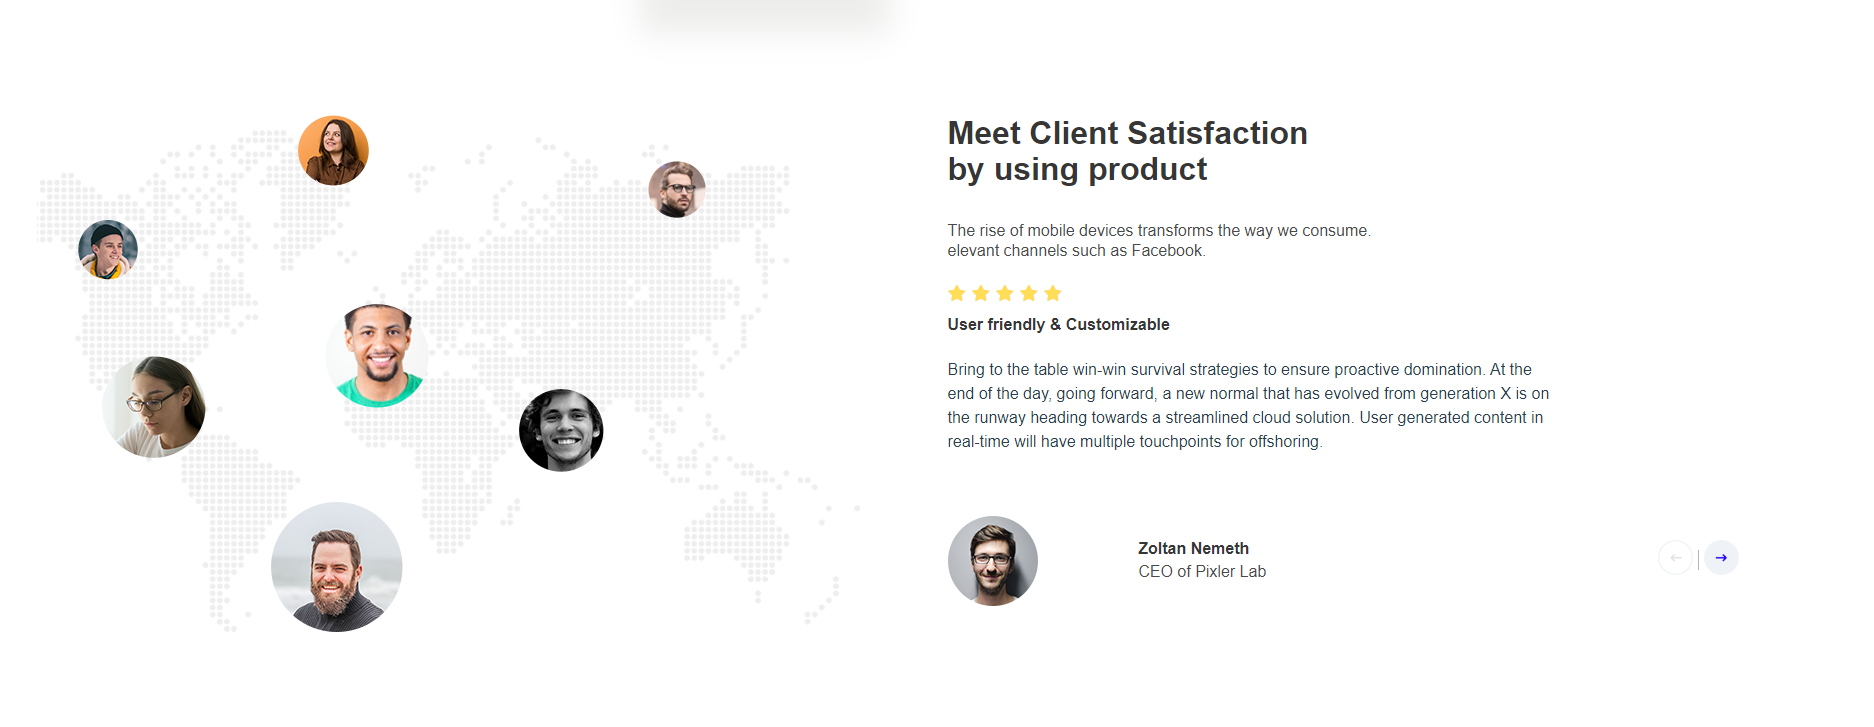 Meet Client Satisfaction
by using product
The rise of mobile devices transforms the way we consume.
elevant channels such as Facebook.
User friendly & Customizable
Bring to the table win-win survival strategies to ensure proactive domination. At the
end of the day, going forward, a new normal that has evolved from generation X is on
the runway heading towards a streamlined cloud solution. User generated content in
real-time will have multiple touchpoints for offshoring.
Zoltan Nemeth
CEO of Pixler Lab